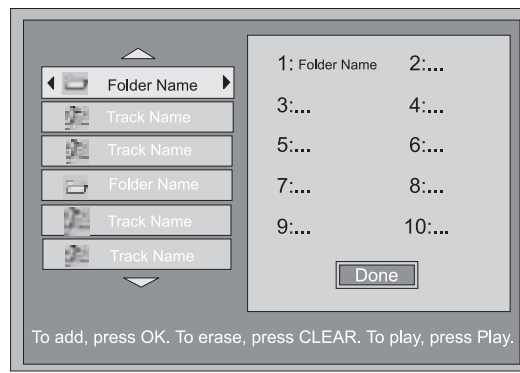 Folder Name
Track Name
Track Name
Folder Name
Track Name
Track Name
1: Folder Name 2:...
3:... 4:...
5:... 6:...
7:... 8:...
9:... 10:...
Done
To add, press OK. To erase, press CLEAR. To play, press Play.